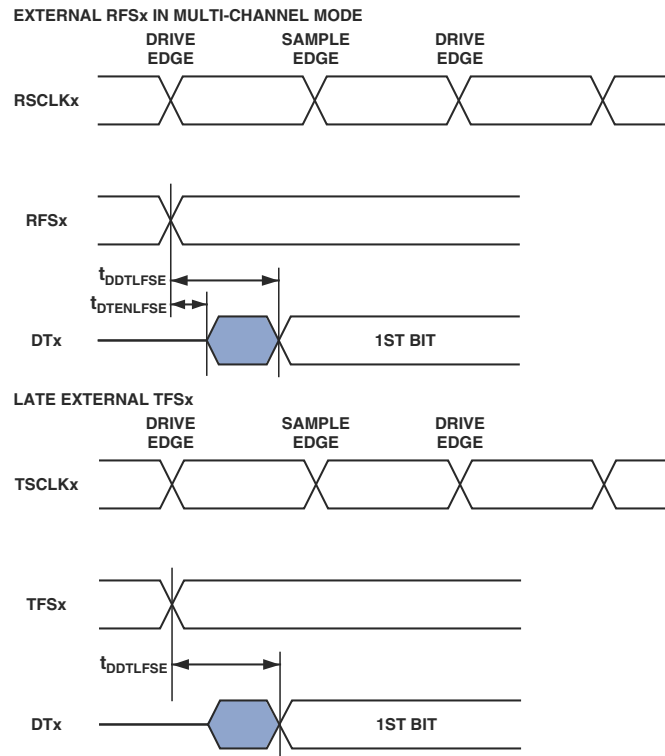 EXTERNAL RFSx IN MULTI-CHANNEL MODE
DRIVE EDGE
SAMPLE EDGE
DRIVE EDGE
RSCLKx
RFSx
tDDTLFSE
tDTENLFSE
DTx
1ST BIT
LATE EXTERNAL TFSx
DRIVE EDGE
SAMPLE EDGE
DRIVE EDGE
TSCLKx
TFSx
tDDTLFSE
DTx
1ST BIT